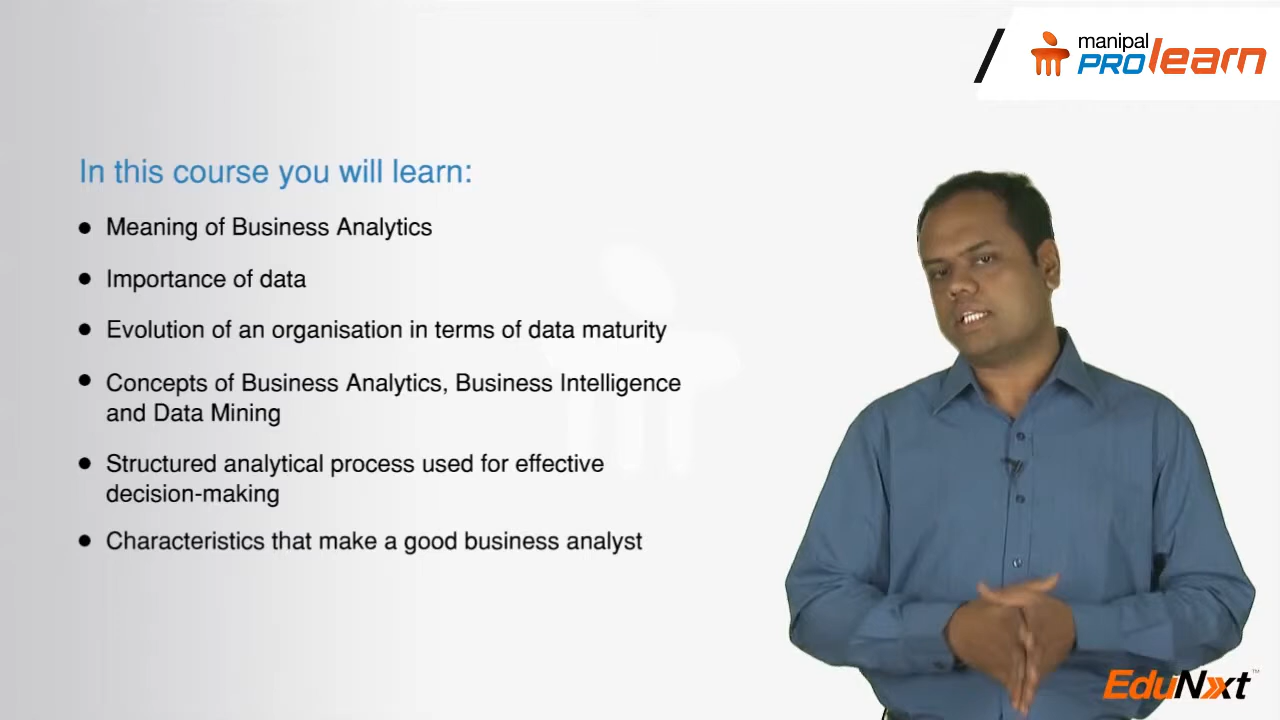 manipal
PROlearn
In this course you will learn:
Meaning of Business Analytics
Importance of data
Evolution of an organisation in terms of data maturity
Concepts of Business Analytics, Business Intelligence
and Data Mining
Structured analytical process used for effective
decision-making
Characteristics that make a good business analyst
EduNxt™